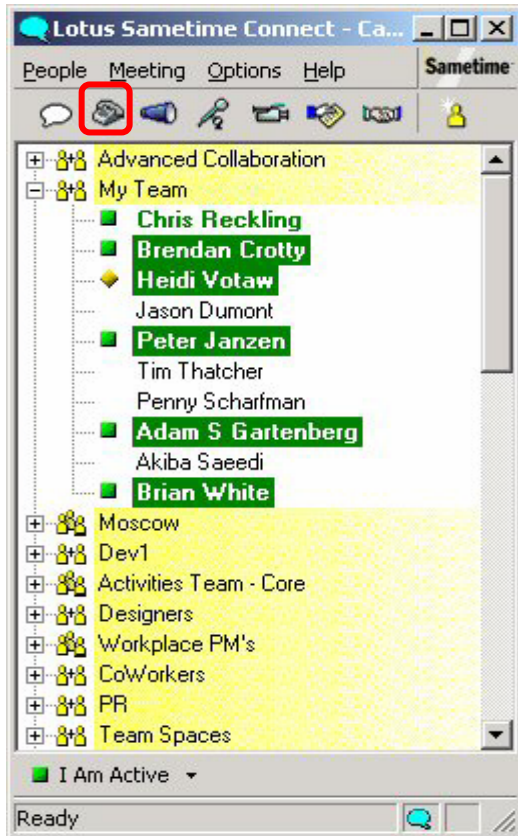 Lotus Sametime Connect - Ca...
People Meeting Options Help
Sametime
Advanced Collaboration
My Team
Chris Reckling
Brendan Crotty
Heidi Votaw
Jason Dumont
Peter Janzen
Tim Thatcher
Penny Scharfman
Adam S Gartenberg
Akiba Saeedi
Brian White
Moscow
Dev1
Activities Team - Core
Designers
Workplace PM's
CoWorkers
PR
Team Spaces
I Am Active
Ready